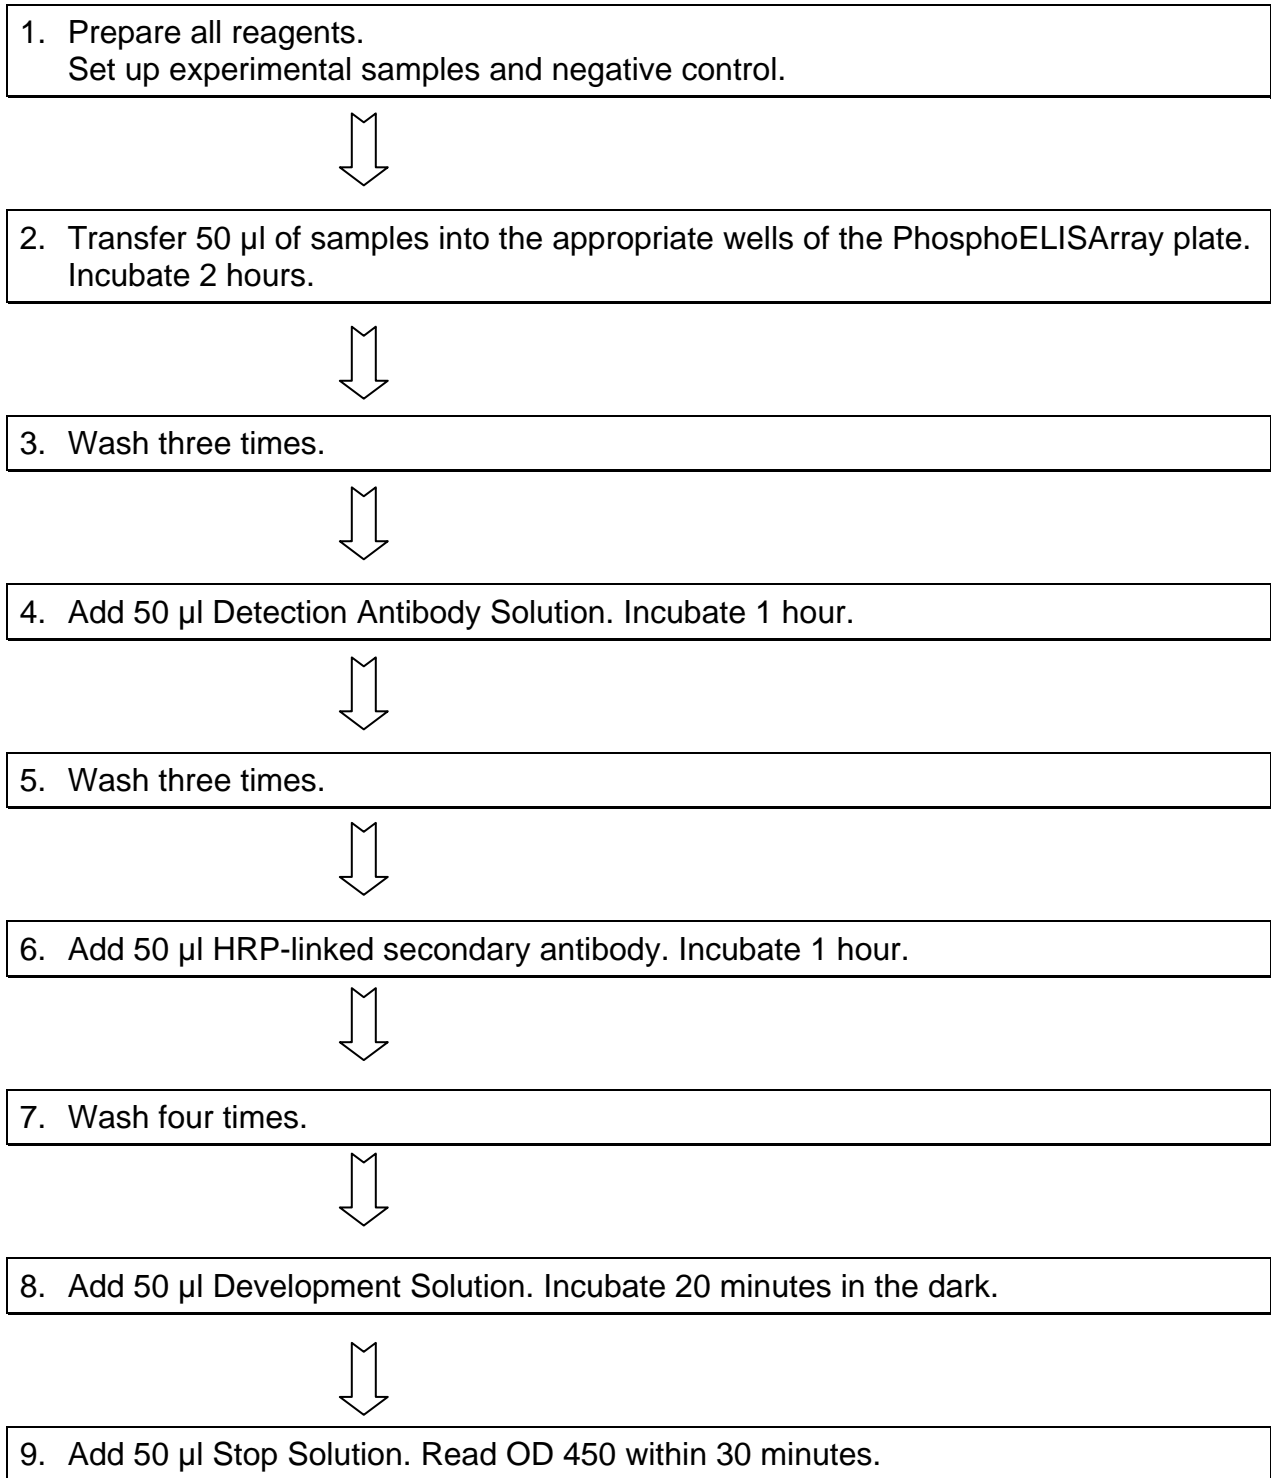 1. Prepare all reagents.
Set up experimental samples and negative control.
2. Transfer 50 µl of samples into the appropriate wells of the PhosphoELISArray plate.
Incubate 2 hours.
3. Wash three times.
4. Add 50 µl Detection Antibody Solution. Incubate 1 hour.
5. Wash three times.
6. Add 50 µl HRP-linked secondary antibody. Incubate 1 hour.
7. Wash four times.
8. Add 50 µl Development Solution. Incubate 20 minutes in the dark.
9. Add 50 µl Stop Solution. Read OD 450 within 30 minutes.